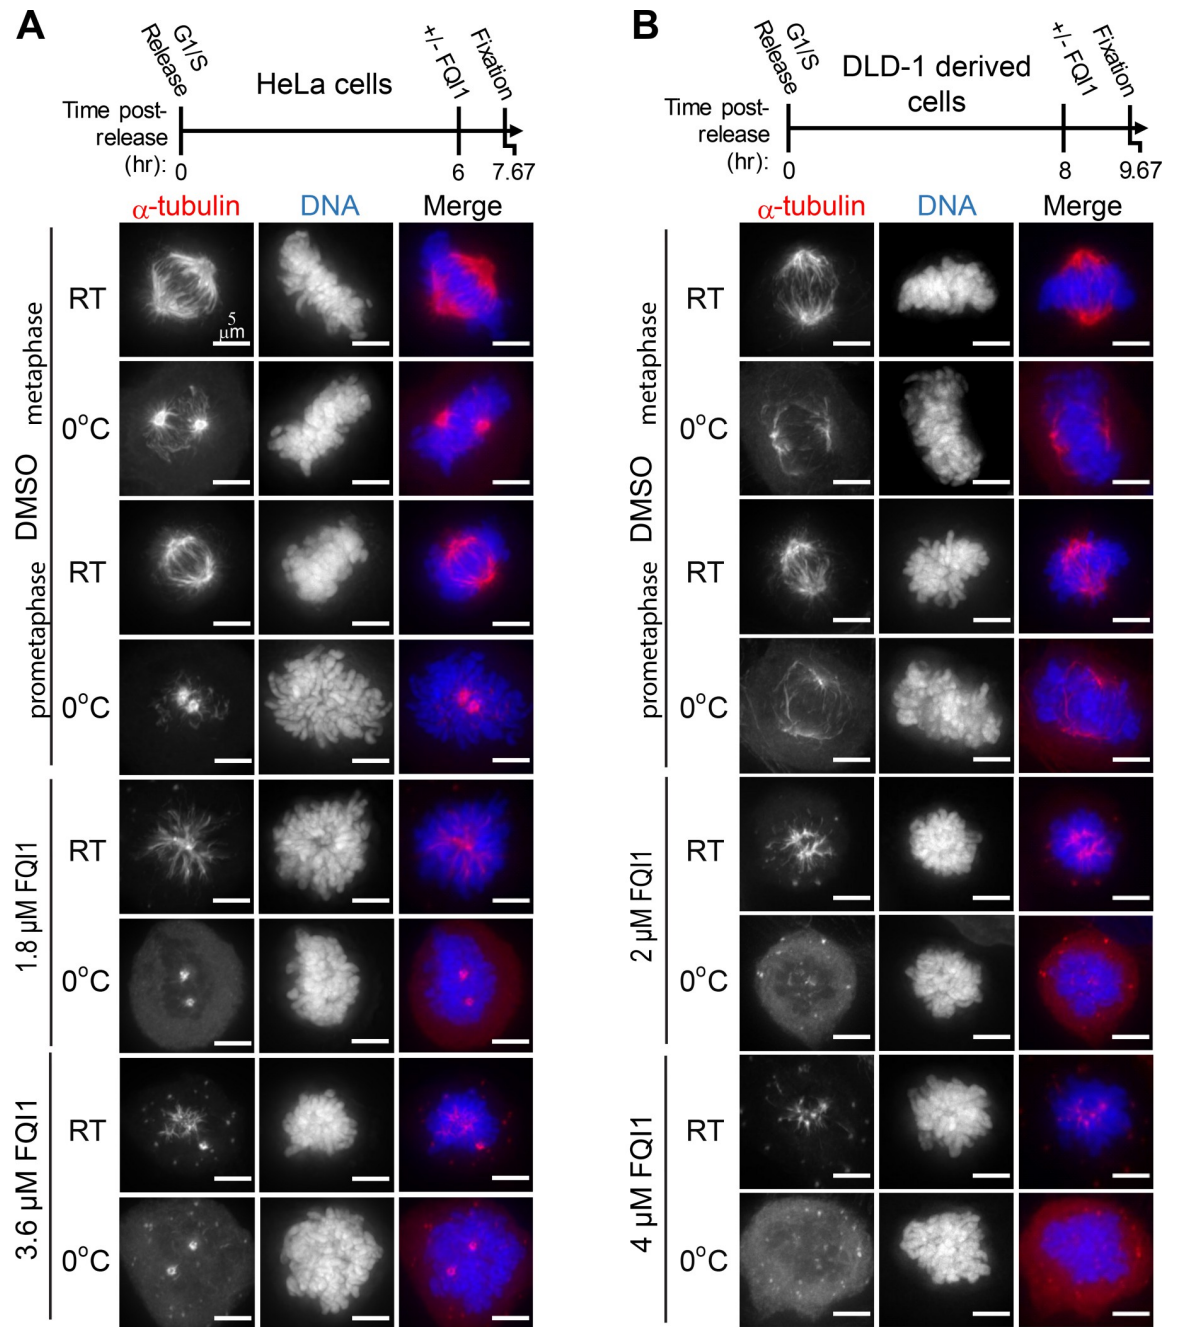 A
G1/S
Release
+/- FQI1
Fixation
HeLa cells
Time post-
release
(hr):
0
6
7.67
α-tubulin
DNA
Merge
DMSO
metaphase
RT
5
μm
0°C
prometaphase
RT
0°C
1.8 µM FQI1
RT
0°C
3.6 µM FQI1
RT
0°C
B
G1/S
Release
+/- FQI1
Fixation
DLD-1 derived
cells
Time post-
release
(hr):
0
8
9.67
α-tubulin
DNA
Merge
DMSO
metaphase
RT
0°C
prometaphase
RT
0°C
2 µM FQI1
RT
0°C
4 µM FQI1
RT
0°C